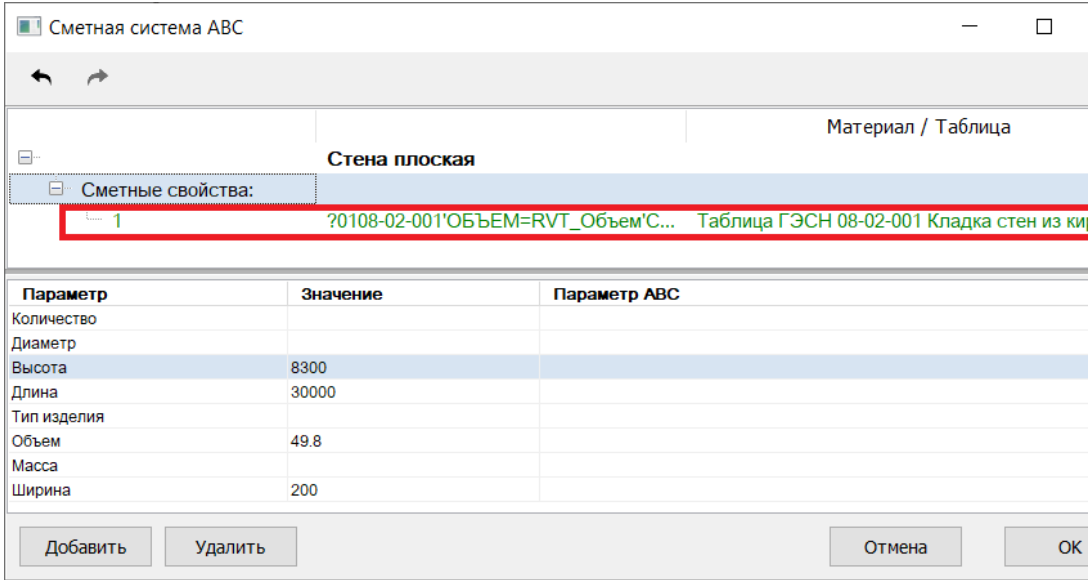 Сметная система ABC
Материал / Таблица
Стена плоская
Сметные свойства:
1 ?0108-02-001'ОБЪЕМ=RVT_Объем'С... Таблица ГЭСН 08-02-001 Кладка стен из кир
Параметр Значение Параметр АВС
Количество
Диаметр
Высота 8300
Длина 30000
Тип изделия
Объем 49.8
Масса
Ширина 200
Добавить Удалить Отмена OK